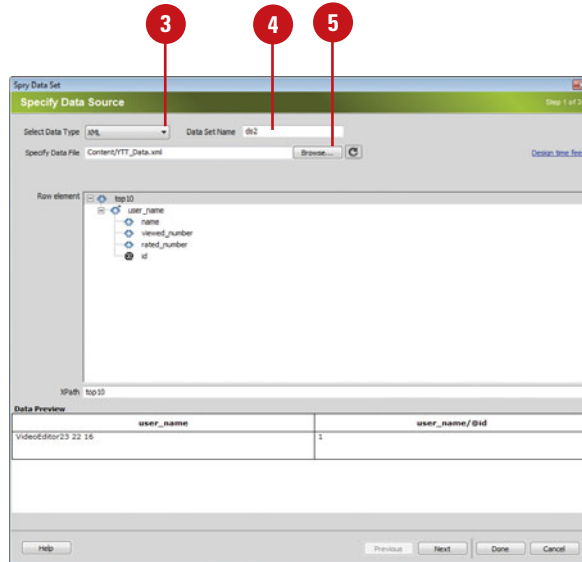 3 4 5
Spry Data Set
Specify Data Source Step 1 of 3
Select Data Type XML Data Set Name ds2
Specify Data File Content/YTT_Data.xml Browse... Design time fee
Row element top10
user_name
name
viewed_number
rated_number
id
XPath top10
Data Preview
user_name user_name/@id
VideoEditor23 22 16 1
Help Previous Next Done Cancel